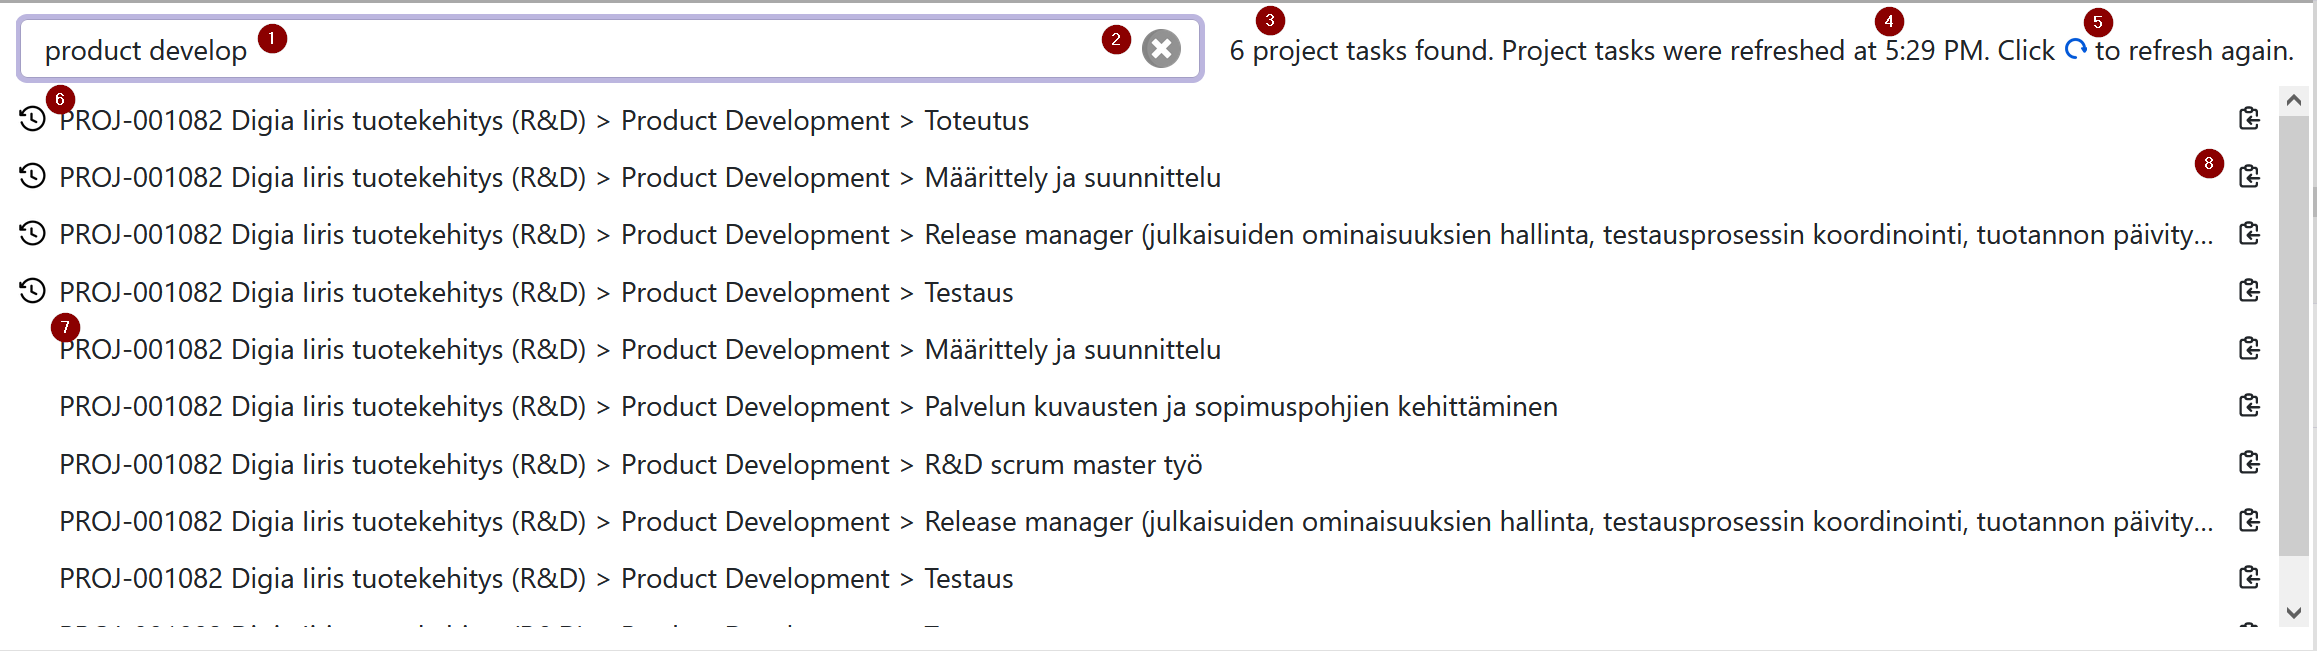 product develop 1 2 6 project tasks found. Project tasks were refreshed at 5:29 PM. Click to refresh again. 3 4 5
6 PROJ-001082 Digia Iiris tuotekehitys (R&D) > Product Development > Toteutus
PROJ-001082 Digia Iiris tuotekehitys (R&D) > Product Development > Määrittely ja suunnittelu 8
PROJ-001082 Digia Iiris tuotekehitys (R&D) > Product Development > Release manager (julkaisuiden ominaisuuksien hallinta, testausprosessin koordinointi, tuotannon päivity...
PROJ-001082 Digia Iiris tuotekehitys (R&D) > Product Development > Testaus
7 PROJ-001082 Digia Iiris tuotekehitys (R&D) > Product Development > Määrittely ja suunnittelu
PROJ-001082 Digia Iiris tuotekehitys (R&D) > Product Development > Palvelun kuvausten ja sopimuspohjien kehittäminen
PROJ-001082 Digia Iiris tuotekehitys (R&D) > Product Development > R&D scrum master työ
PROJ-001082 Digia Iiris tuotekehitys (R&D) > Product Development > Release manager (julkaisuiden ominaisuuksien hallinta, testausprosessin koordinointi, tuotannon päivity...
PROJ-001082 Digia Iiris tuotekehitys (R&D) > Product Development > Testaus